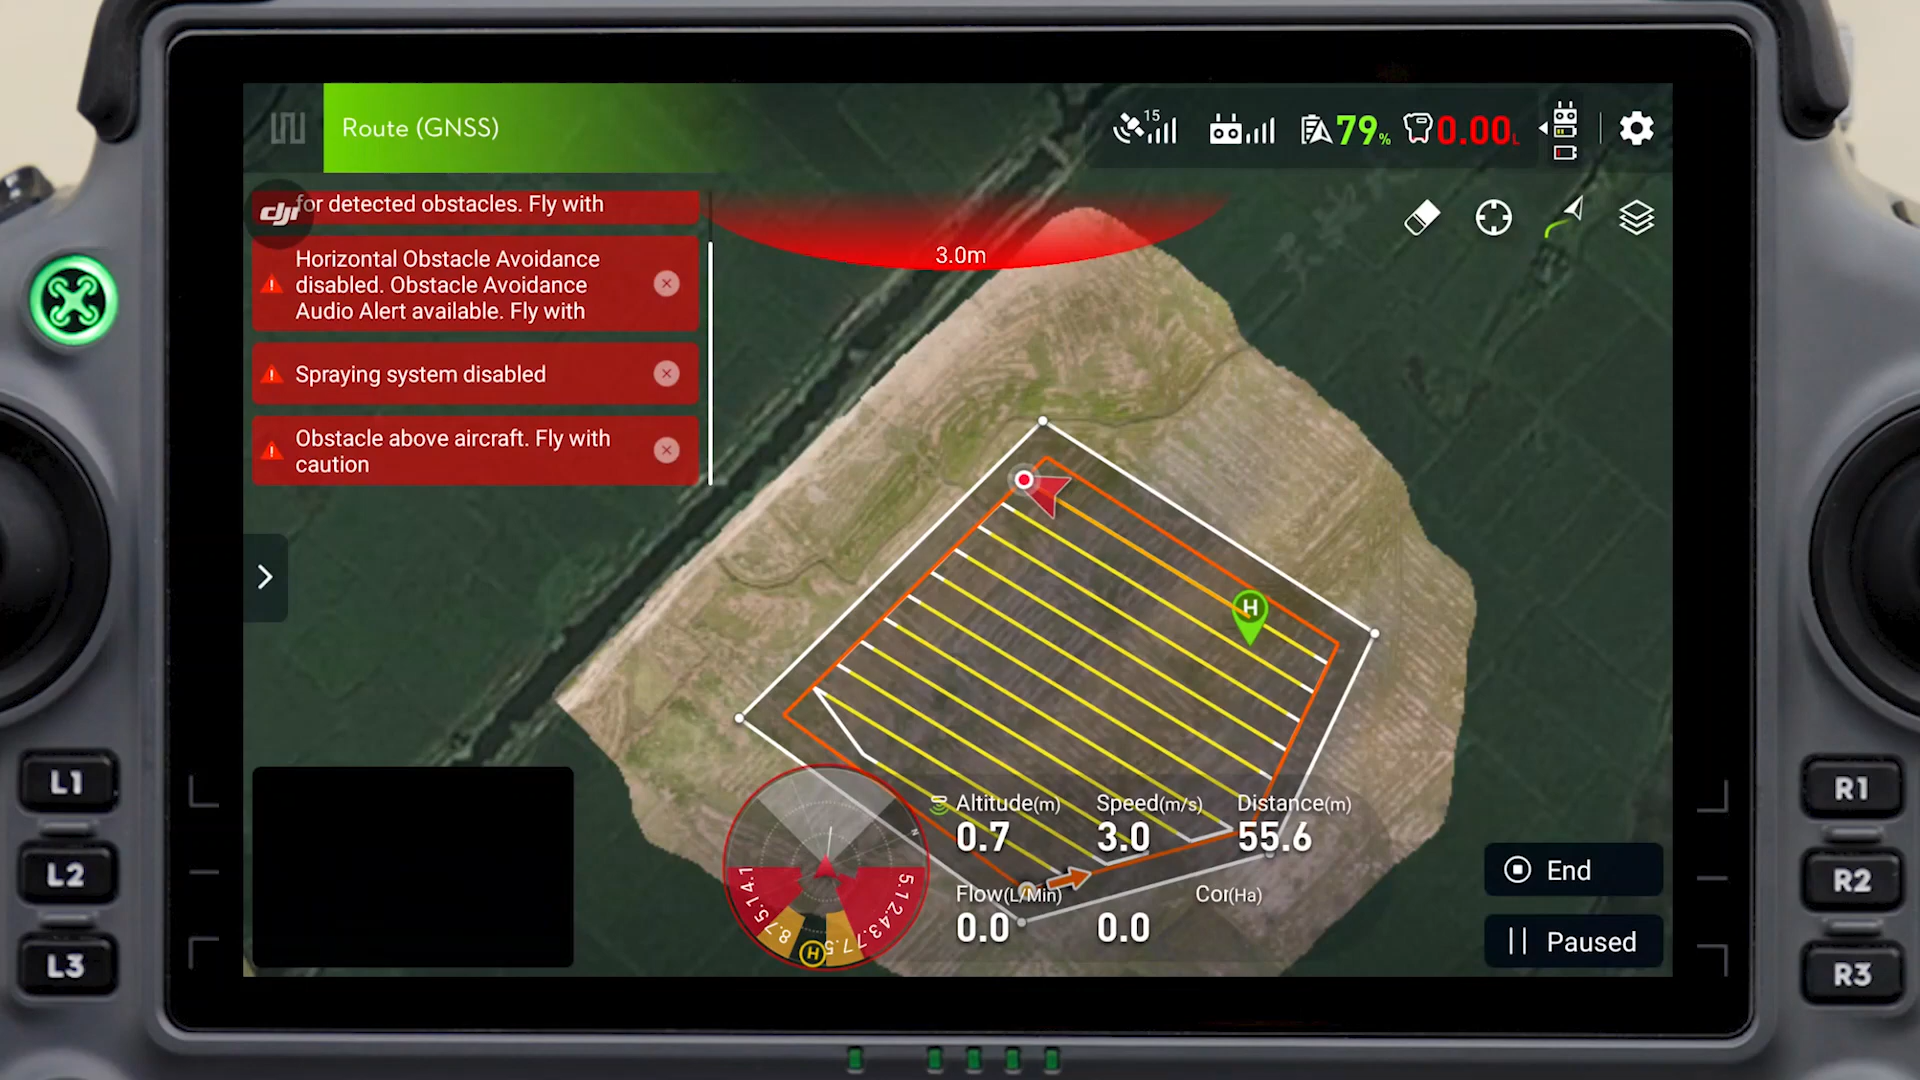 Route (GNSS)
15
79%
0.00L
dji
for detected obstacles. Fly with
Horizontal Obstacle Avoidance
disabled. Obstacle Avoidance
Audio Alert available. Fly with
Spraying system disabled
Obstacle above aircraft. Fly with
caution
3.0m
H
Altitude(m)
0.7
Speed(m/s)
3.0
Distance(m)
55.6
Flow(L/Min)
0.0
0.0
Cor(Ha)
N
H
End
Paused
L1
L2
L3
R1
R2
R3